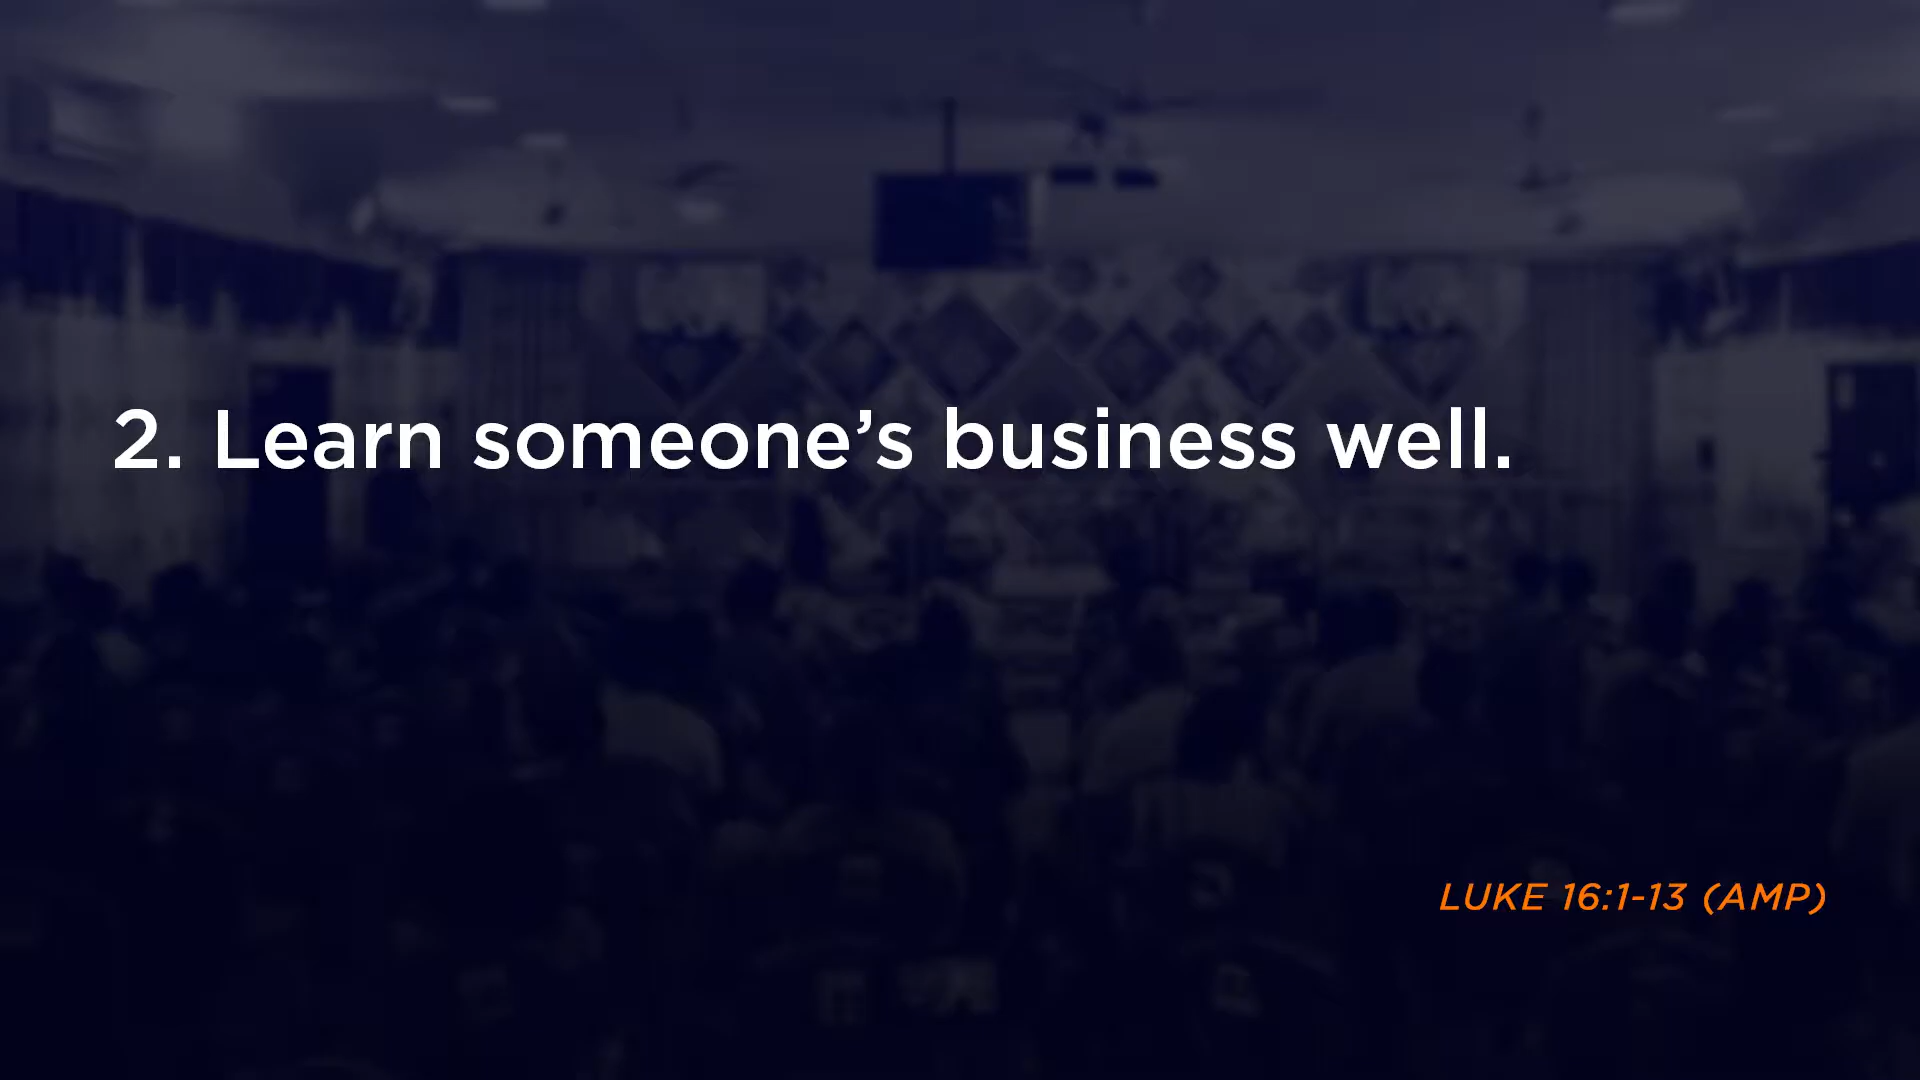 2. Learn someone’s business well.
LUKE 16:1-13 (AMP)